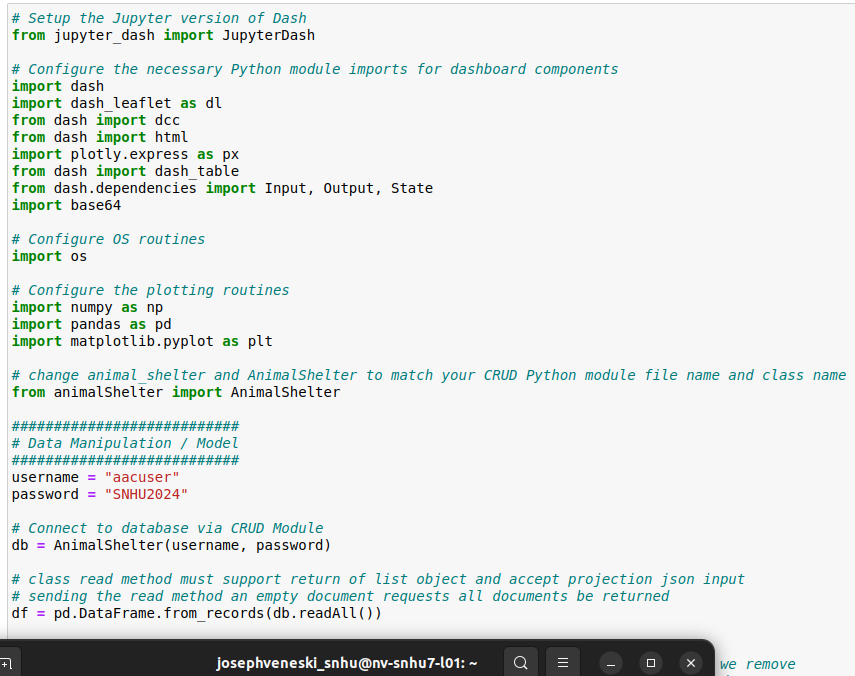 # Setup the Jupyter version of Dash
from jupyter_dash import JupyterDash

# Configure the necessary Python module imports for dashboard components
import dash
import dash_leaflet as dl
from dash import dcc
from dash import html
import plotly.express as px
from dash import dash_table
from dash.dependencies import Input, Output, State
import base64

# Configure OS routines
import os

# Configure the plotting routines
import numpy as np
import pandas as pd
import matplotlib.pyplot as plt

# change animal_shelter and AnimalShelter to match your CRUD Python module file name and class name
from animalShelter import AnimalShelter

###########################
# Data Manipulation / Model
###########################
username = "aacuser"
password = "SNHU2024"

# Connect to database via CRUD Module
db = AnimalShelter(username, password)

# class read method must support return of list object and accept projection json input
# sending the read method an empty document requests all documents be returned
df = pd.DataFrame.from_records(db.readAll())

josephveneski_snhu@nv-snhu7-l01: ~
we remove